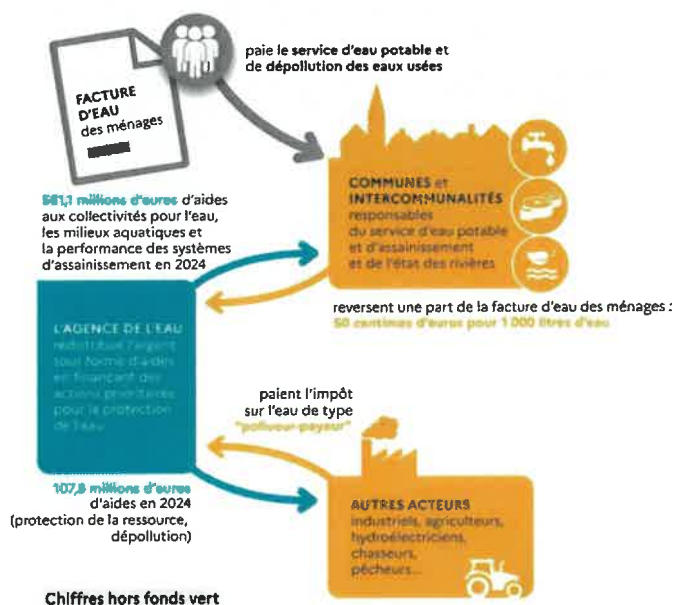 paie le service d'eau potable et
de dépollution des eaux usées
FACTURE
D'EAU
des ménages
561,1 millions d'euros d'aides
aux collectivités pour l'eau,
les milieux aquatiques et
la performance des systèmes
d'assainissement en 2024
COMMUNES et
INTERCOMMUNALITÉS
responsables
du service d'eau potable
et d'assainissement
et de l'état des rivières
reversent une part de la facture d'eau des ménages :
50 centimes d'euros pour 1 000 litres d'eau
L'AGENCE DE L'EAU
redistribue l'argent
sous forme d'aides
en finançant des
actions prioritaires
pour la protection
de l'eau
paient l'impôt
sur l'eau de type
"pollueur-payeur"
107,8 millions d'euros
d'aides en 2024
(protection de la ressource,
dépollution)
AUTRES ACTEURS
industriels, agriculteurs,
hydroélectriciens,
chasseurs,
pêcheurs...
Chiffres hors fonds vert